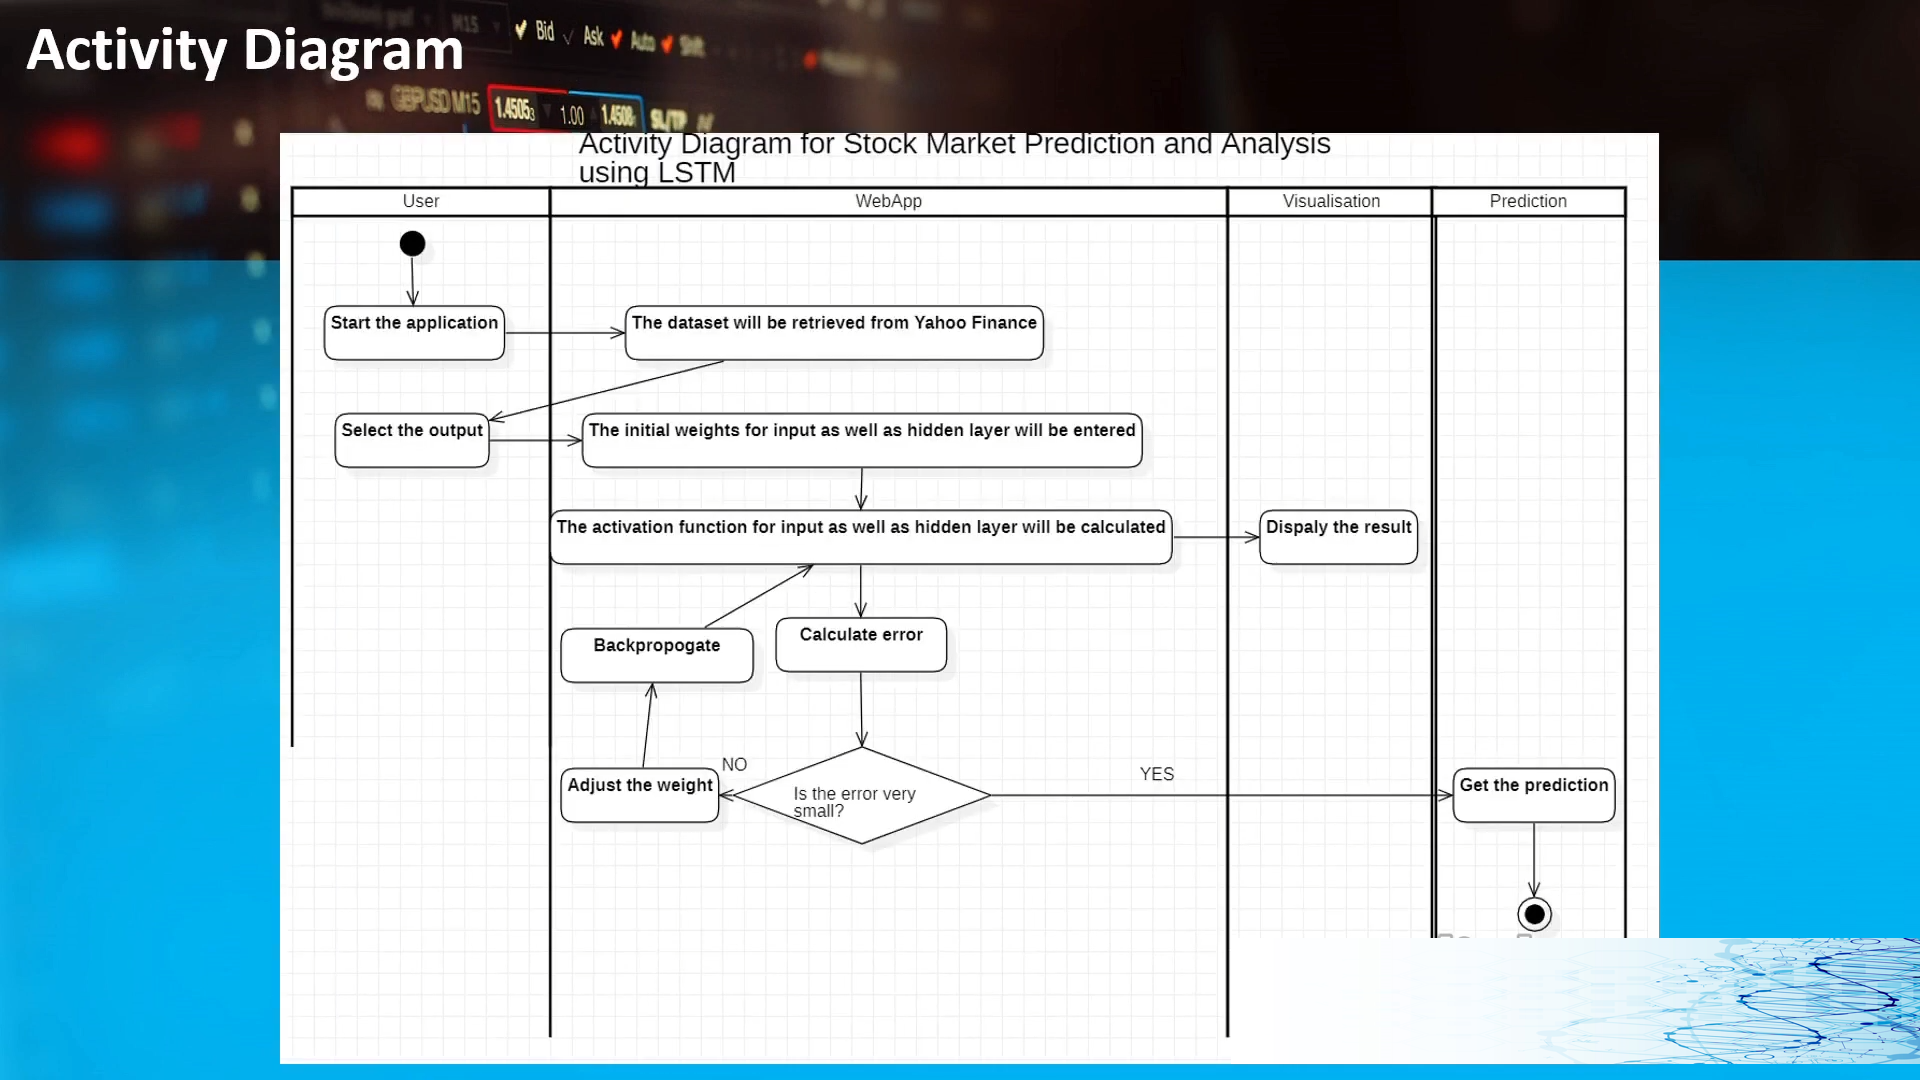 Activity Diagram
M15
Bid Ask Auto Shift
GBPUSD M15 1.45053 1.00 1.4508 SL/TP
Activity Diagram for Stock Market Prediction and Analysis
using LSTM
User WebApp Visualisation Prediction
Start the application The dataset will be retrieved from Yahoo Finance
Select the output The initial weights for input as well as hidden layer will be entered
The activation function for input as well as hidden layer will be calculated Dispaly the result
Calculate error
Backpropogate
NO
YES
Adjust the weight Is the error very Get the prediction
small?